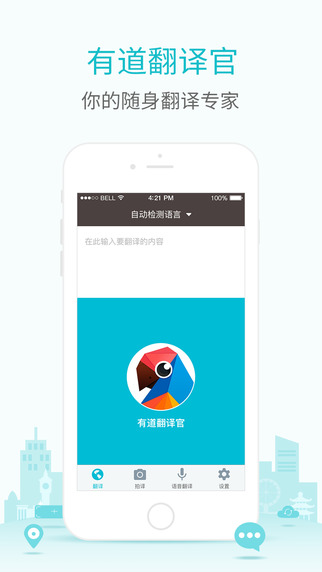 有道翻译官
你的随身翻译专家
BELL 4:21 PM 100%
自动检测语言
在此输入要翻译的内容
有道翻译官
翻译 拍译 语音翻译 设置